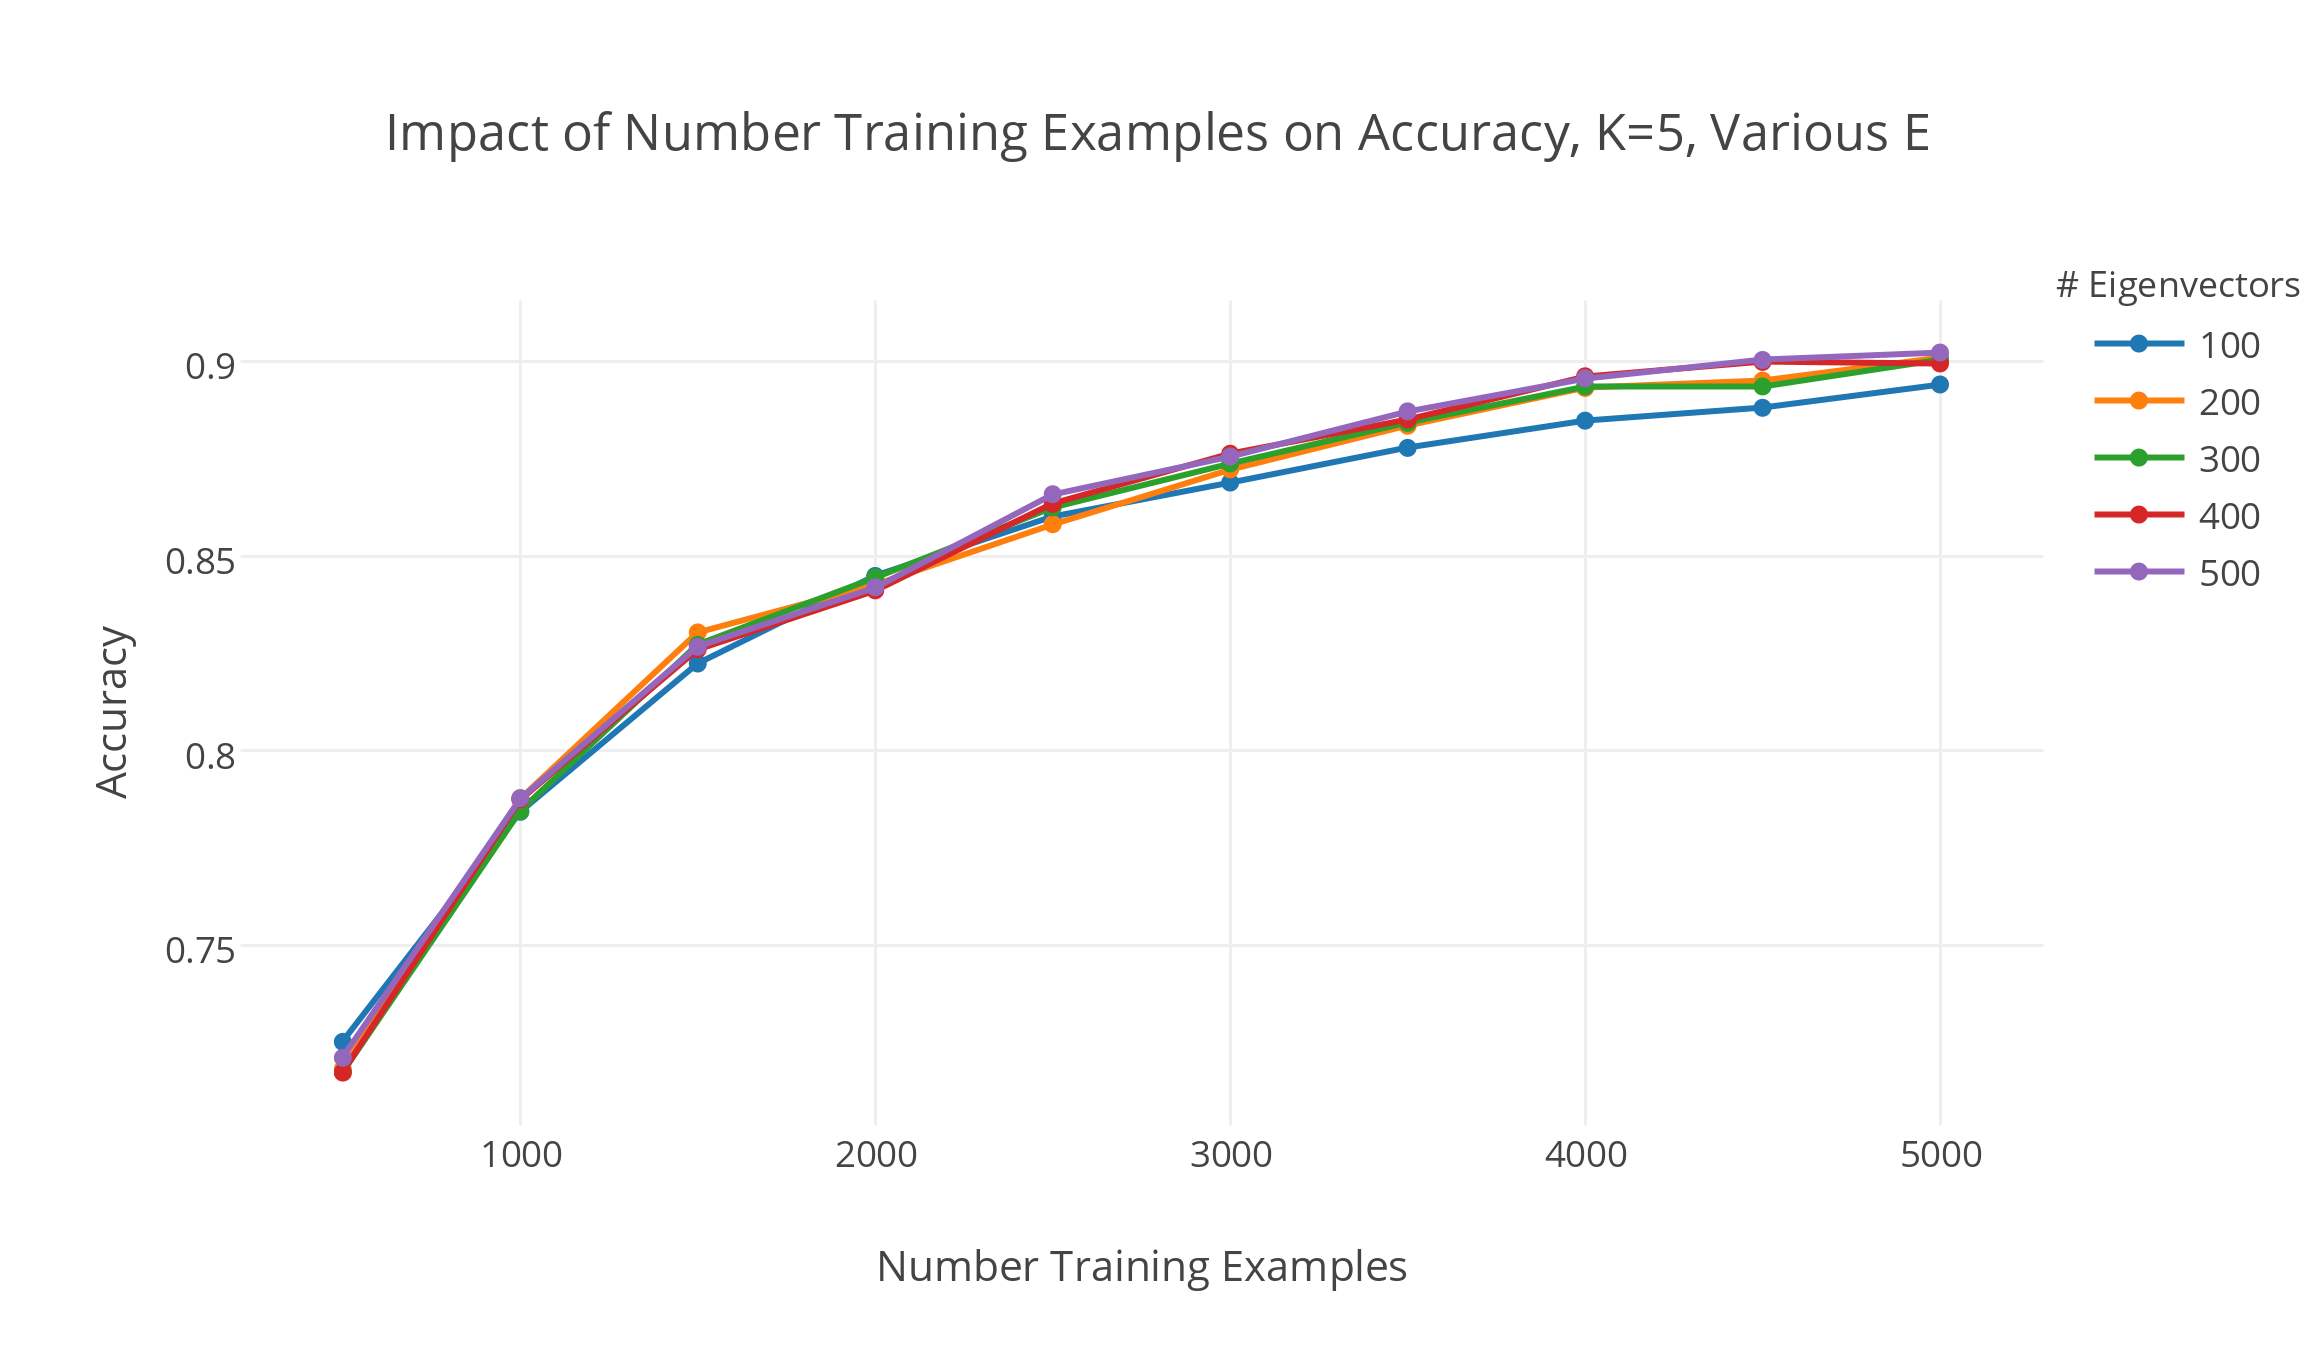 Impact of Number Training Examples on Accuracy, K=5, Various E
# Eigenvectors
100
200
300
400
500
0.9
0.85
0.8
0.75
Accuracy
1000 2000 3000 4000 5000
Number Training Examples